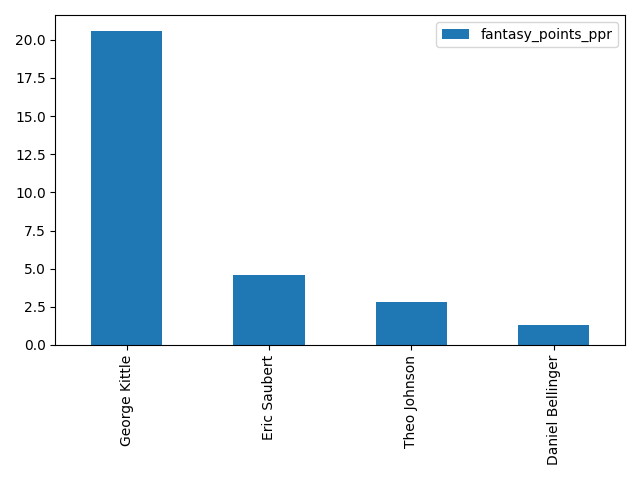 fantasy_points_ppr
20.0
17.5
15.0
12.5
10.0
7.5
5.0
2.5
0.0
George Kittle
Eric Saubert
Theo Johnson
Daniel Bellinger